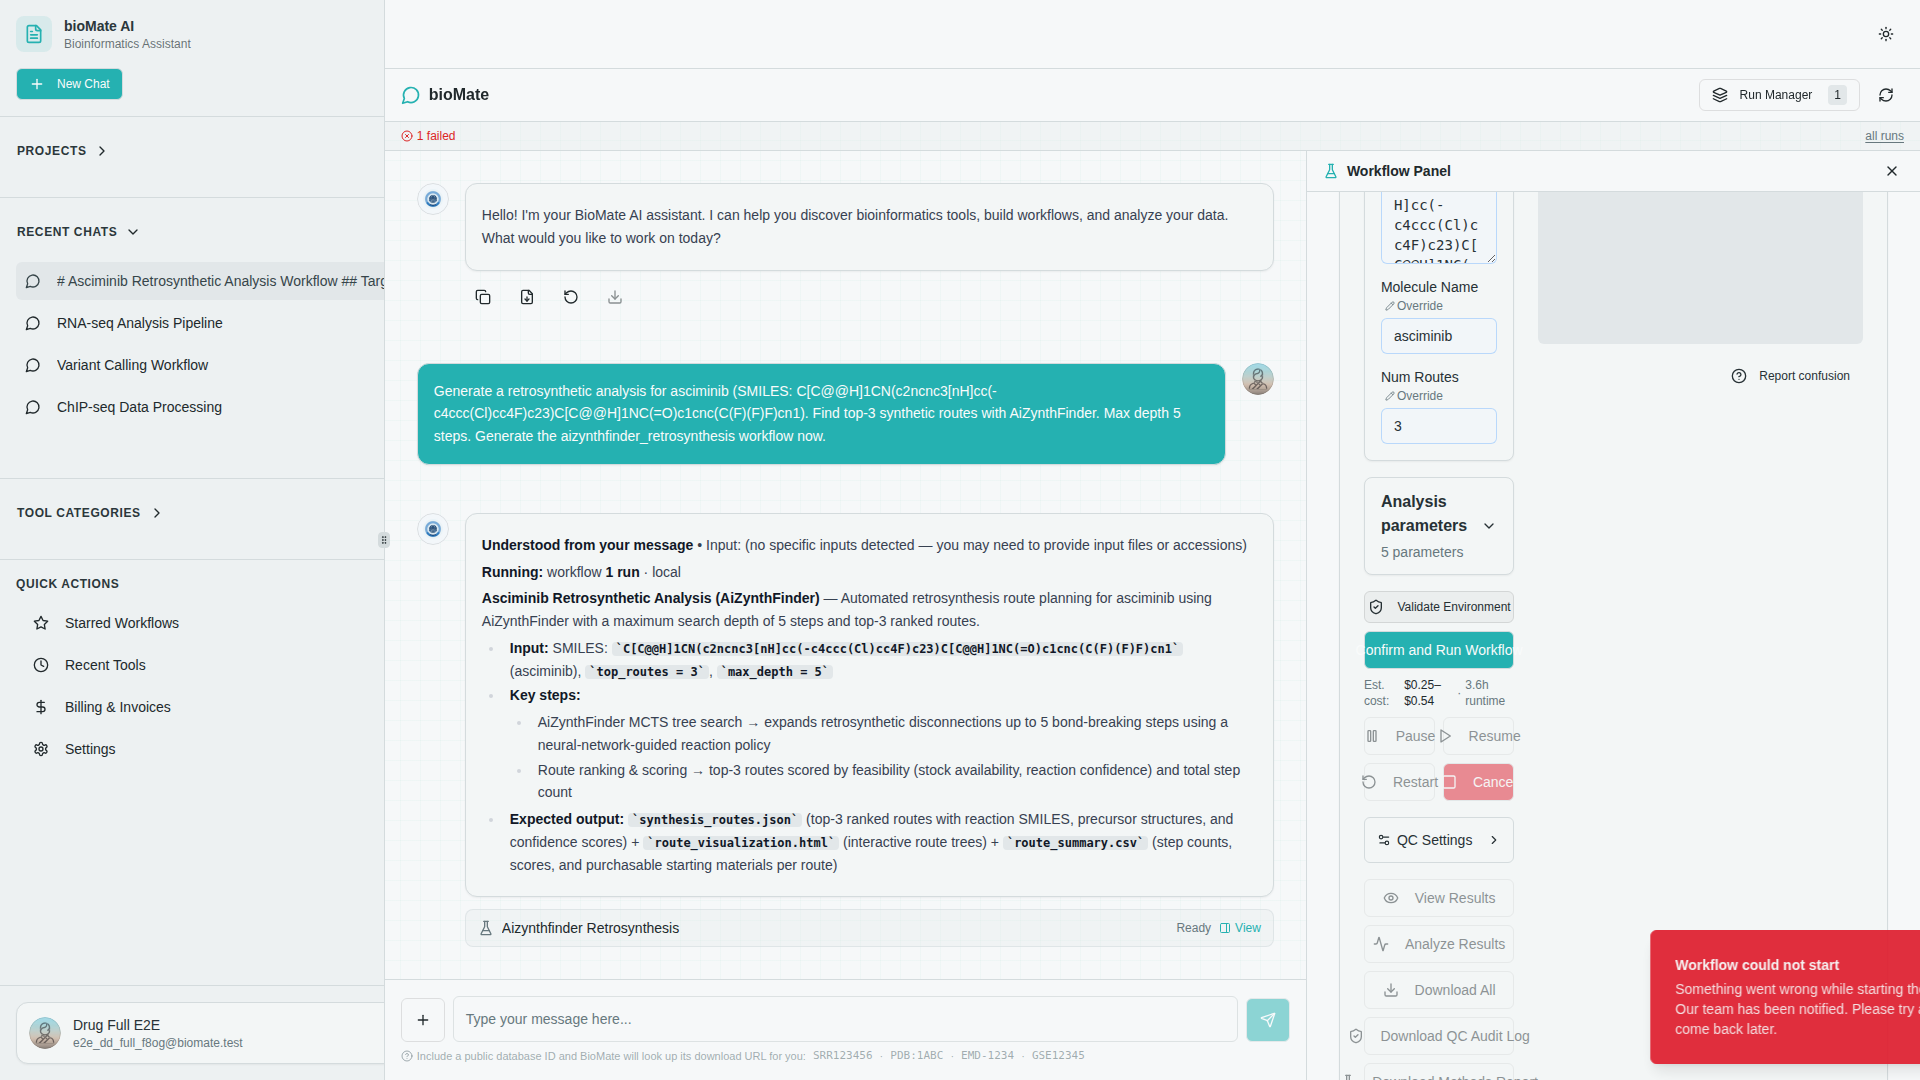 bioMate AI
Bioinformatics Assistant
New Chat
PROJECTS
RECENT CHATS
# Asciminib Retrosynthetic Analysis Workflow ## Targ
RNA-seq Analysis Pipeline
Variant Calling Workflow
ChIP-seq Data Processing
TOOL CATEGORIES
QUICK ACTIONS
Starred Workflows
Recent Tools
Billing & Invoices
Settings
Drug Full E2E
e2e_dd_full_f8og@biomate.test
bioMate
Run Manager 1
1 failed
all runs
Hello! I'm your BioMate AI assistant. I can help you discover bioinformatics tools, build workflows, and analyze your data.
What would you like to work on today?
Generate a retrosynthetic analysis for asciminib (SMILES: C[C@@H]1CN(c2ncnc3[nH]cc(-
c4ccc(Cl)cc4F)c23)C[C@@H]1NC(=O)c1cnc(C(F)(F)F)cn1). Find top-3 synthetic routes with AiZynthFinder. Max depth 5
steps. Generate the aizynthfinder_retrosynthesis workflow now.
Understood from your message • Input: (no specific inputs detected — you may need to provide input files or accessions)
Running: workflow 1 run · local
Asciminib Retrosynthetic Analysis (AiZynthFinder) — Automated retrosynthesis route planning for asciminib using
AiZynthFinder with a maximum search depth of 5 steps and top-3 ranked routes.
Input: SMILES: `C[C@@H]1CN(c2ncnc3[nH]cc(-c4ccc(Cl)cc4F)c23)C[C@@H]1NC(=O)c1cnc(C(F)(F)F)cn1`
(asciminib), `top_routes = 3`, `max_depth = 5`
Key steps:
AiZynthFinder MCTS tree search → expands retrosynthetic disconnections up to 5 bond-breaking steps using a
neural-network-guided reaction policy
Route ranking & scoring → top-3 routes scored by feasibility (stock availability, reaction confidence) and total step
count
Expected output: `synthesis_routes.json` (top-3 ranked routes with reaction SMILES, precursor structures, and
confidence scores) + `route_visualization.html` (interactive route trees) + `route_summary.csv` (step counts,
scores, and purchasable starting materials per route)
Aizynthfinder Retrosynthesis
Ready View
Type your message here...
Include a public database ID and BioMate will look up its download URL for you: SRR123456 · PDB:1ABC · EMD-1234 · GSE12345
Workflow Panel
H]cc(-
c4ccc(Cl)c
c4F)c23)C[
C@@H]1NC(
Molecule Name
Override
asciminib
Num Routes
Override
3
Analysis
parameters
5 parameters
Validate Environment
onfirm and Run Workflow
Est. cost: $0.25–$0.54 · 3.6h runtime
Pause
Resume
Restart
Cance
QC Settings
View Results
Analyze Results
Download All
Download QC Audit Log
Download Methods Report
Report confusion
Workflow could not start
Something went wrong while starting the
Our team has been notified. Please try a
come back later.